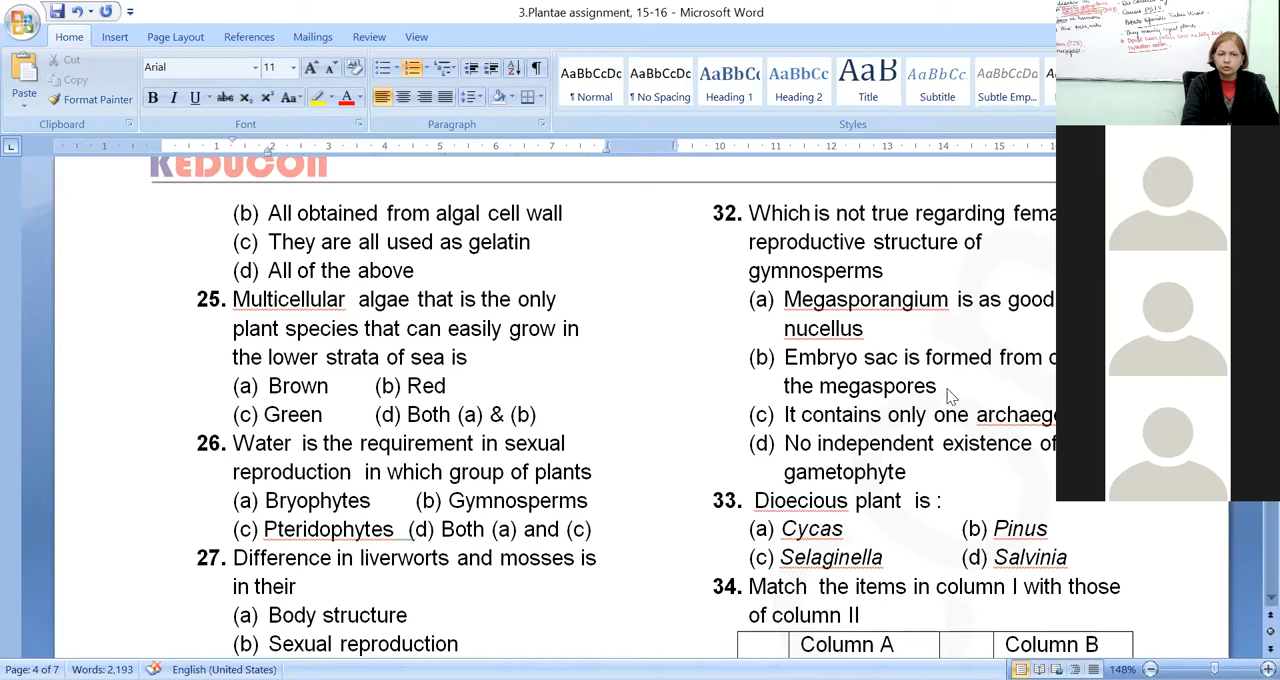 3.Plantae assignment, 15-16 - Microsoft Word
Home Insert Page Layout References Mailings Review View
Cut
Copy
Format Painter
Paste
Clipboard
Arial 11
Font
Paragraph
AaBbCcDc AaBbCcDc AaBbCc AaBbCc AaB AaBbCc AaBbCcDa
¶ Normal ¶ No Spacing Heading 1 Heading 2 Title Subtitle Subtle Emp...
Styles
KEDUCON
(b) All obtained from algal cell wall
(c) They are all used as gelatin
(d) All of the above
25. Multicellular algae that is the only
plant species that can easily grow in
the lower strata of sea is
(a) Brown (b) Red
(c) Green (d) Both (a) & (b)
26. Water is the requirement in sexual
reproduction in which group of plants
(a) Bryophytes (b) Gymnosperms
(c) Pteridophytes (d) Both (a) and (c)
27. Difference in liverworts and mosses is
in their
(a) Body structure
(b) Sexual reproduction
32. Which is not true regarding fema
reproductive structure of
gymnosperms
(a) Megasporangium is as good
nucellus
(b) Embryo sac is formed from
the megaspores
(c) It contains only one archaeg
(d) No independent existence of
gametophyte
33. Dioecious plant is :
(a) Cycas (b) Pinus
(c) Selaginella (d) Salvinia
34. Match the items in column I with those
of column II
Column A Column B
Page: 4 of 7 Words: 2,193 English (United States) 148%